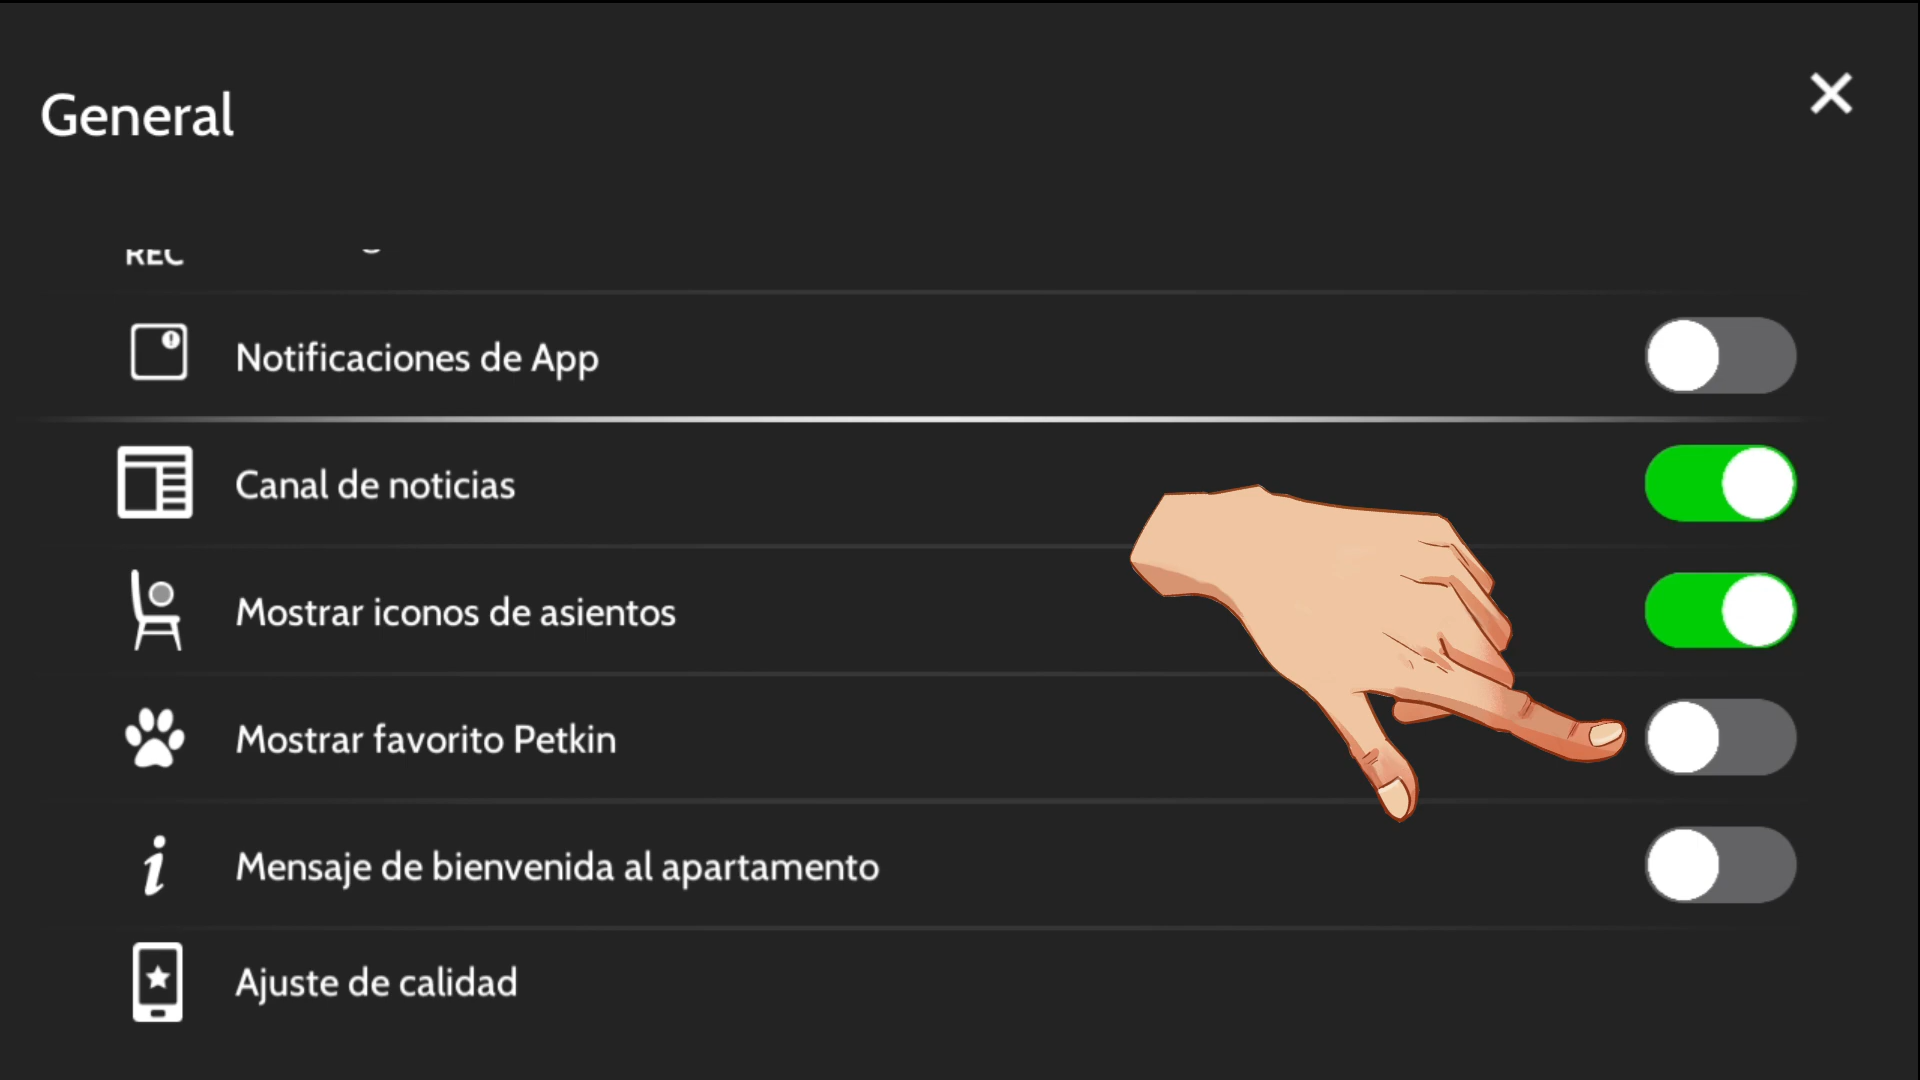 General
REC
Notificaciones de App
Canal de noticias
Mostrar iconos de asientos
Mostrar favorito Petkin
Mensaje de bienvenida al apartamento
Ajuste de calidad